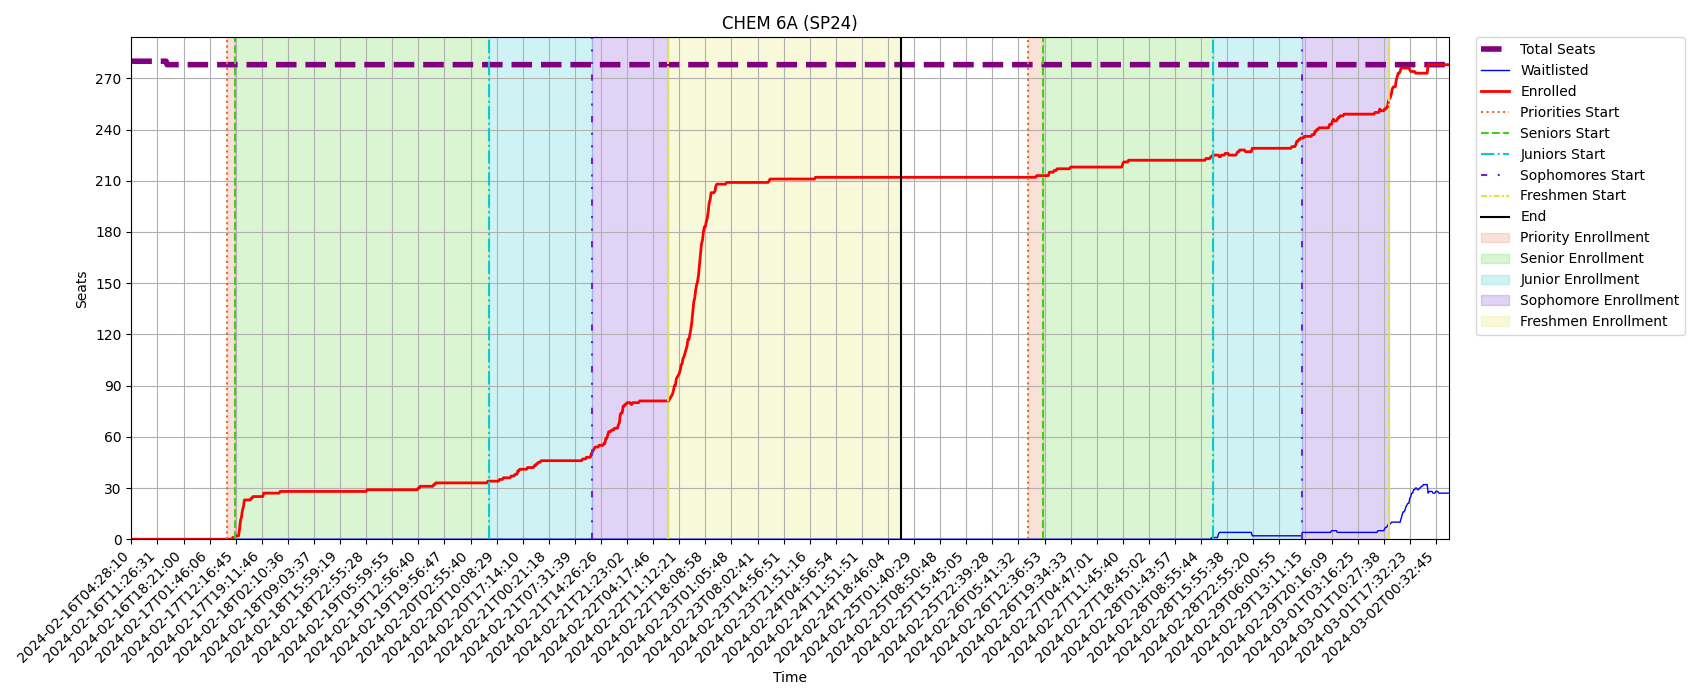 CHEM 6A (SP24)
Total Seats
Waitlisted
Enrolled
Priorities Start
Seniors Start
Juniors Start
Sophomores Start
Freshmen Start
End
Priority Enrollment
Senior Enrollment
Junior Enrollment
Sophomore Enrollment
Freshmen Enrollment
Seats
270
240
210
180
150
120
90
60
30
0
2024-02-16T04:28:10
2024-02-16T11:26:31
2024-02-16T18:21:00
2024-02-17T01:46:06
2024-02-17T12:16:45
2024-02-17T19:11:46
2024-02-18T02:10:36
2024-02-18T09:03:37
2024-02-18T15:59:19
2024-02-18T22:55:28
2024-02-19T05:59:55
2024-02-19T12:56:40
2024-02-19T19:56:47
2024-02-20T03:55:40
2024-02-20T10:08:29
2024-02-20T17:14:10
2024-02-21T00:21:18
2024-02-21T07:31:39
2024-02-21T14:26:26
2024-02-21T21:23:02
2024-02-22T04:17:46
2024-02-22T11:12:21
2024-02-22T18:08:58
2024-02-23T01:05:48
2024-02-23T08:02:41
2024-02-23T14:56:51
2024-02-23T21:51:16
2024-02-24T04:56:54
2024-02-24T11:51:51
2024-02-24T18:46:04
2024-02-25T01:40:29
2024-02-25T08:50:48
2024-02-25T15:45:05
2024-02-25T22:39:28
2024-02-26T05:41:32
2024-02-26T12:36:53
2024-02-26T19:34:33
2024-02-27T04:47:01
2024-02-27T11:45:40
2024-02-27T18:45:02
2024-02-28T01:43:57
2024-02-28T08:55:44
2024-02-28T15:55:38
2024-02-28T22:55:20
2024-02-29T06:00:55
2024-02-29T13:11:15
2024-02-29T20:16:09
2024-03-01T03:16:25
2024-03-01T10:27:38
2024-03-01T17:32:23
2024-03-02T00:32:45
Time